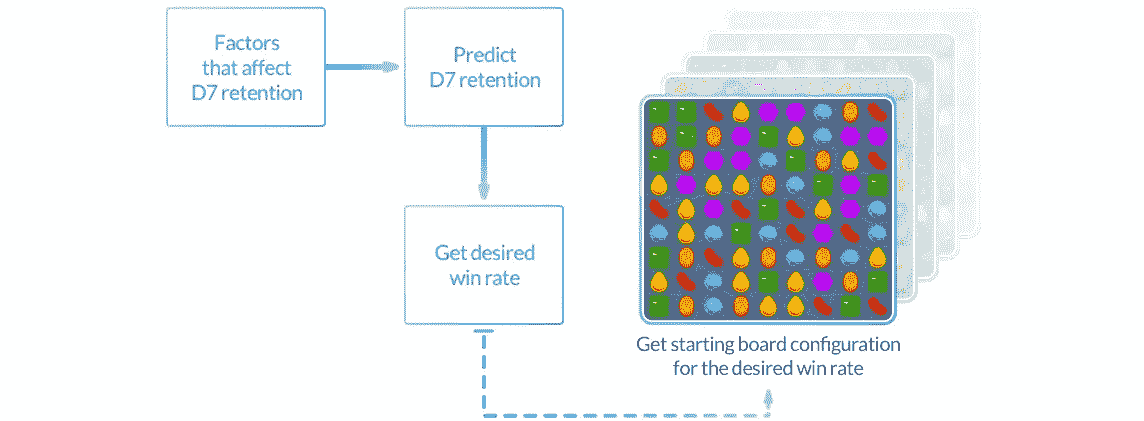 Factors
that affect
D7 retention
Predict
D7 retention
Get desired
win rate
Get starting board configuration
for the desired win rate